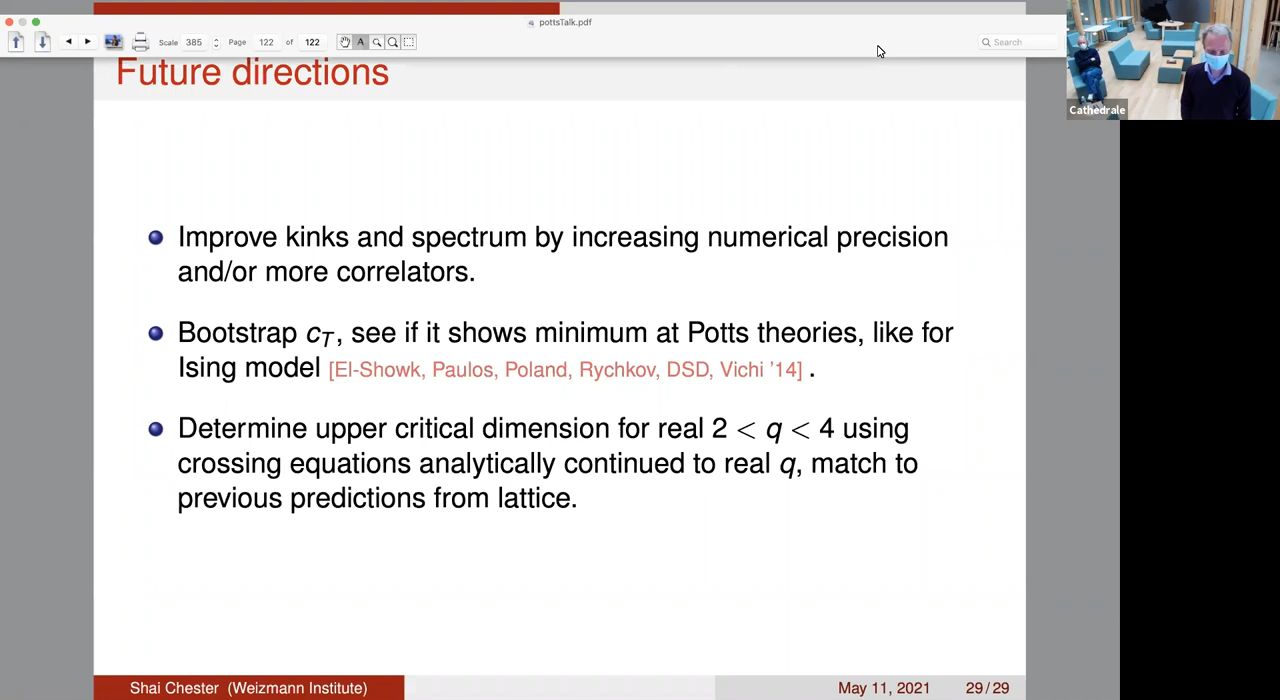 pottsTalk.pdf
Scale 385 Page 122 of 122 Search
Cathedrale
Future directions
Improve kinks and spectrum by increasing numerical precision
and/or more correlators.
Bootstrap c_T, see if it shows minimum at Potts theories, like for
Ising model [El-Showk, Paulos, Poland, Rychkov, DSD, Vichi '14] .
Determine upper critical dimension for real 2 < q < 4 using
crossing equations analytically continued to real q, match to
previous predictions from lattice.
Shai Chester (Weizmann Institute) May 11, 2021 29/29